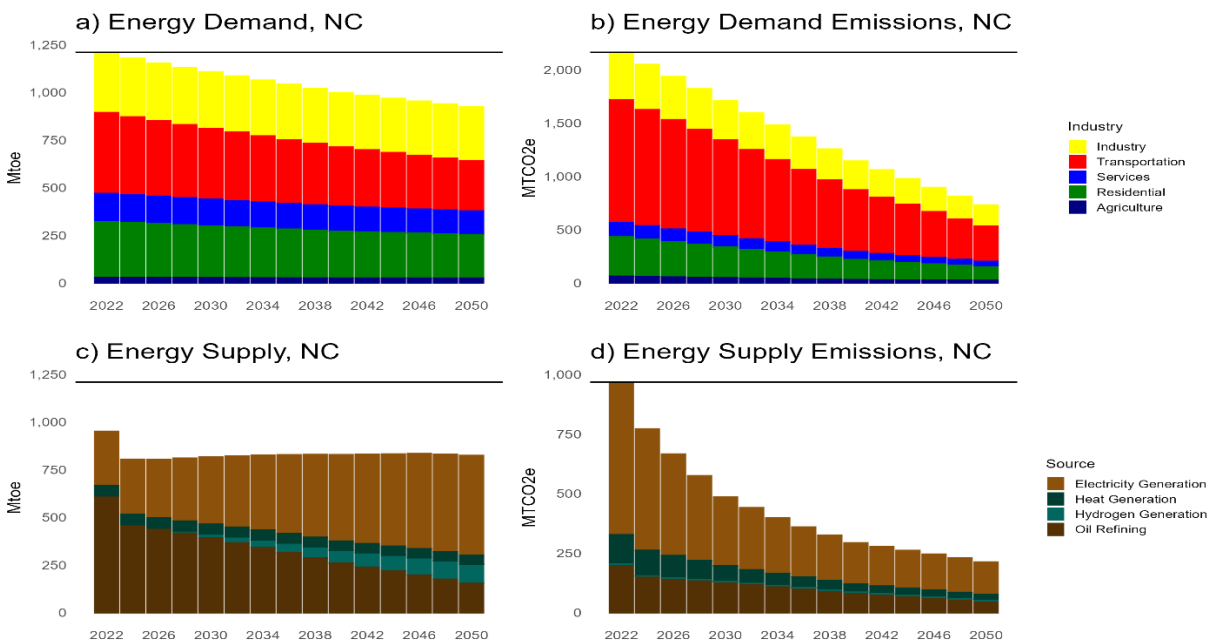 a) Energy Demand, NC
1,250
1,000
750
500
250
0
Mtoe
2022 2026 2030 2034 2038 2042 2046 2050
b) Energy Demand Emissions, NC
2,000
1,500
1,000
500
0
MTCO2e
2022 2026 2030 2034 2038 2042 2046 2050
Industry
Industry
Transportation
Services
Residential
Agriculture
c) Energy Supply, NC
1,250
1,000
750
500
250
0
Mtoe
2022 2026 2030 2034 2038 2042 2046 2050
d) Energy Supply Emissions, NC
1,000
750
500
250
0
MTCO2e
2022 2026 2030 2034 2038 2042 2046 2050
Source
Electricity Generation
Heat Generation
Hydrogen Generation
Oil Refining